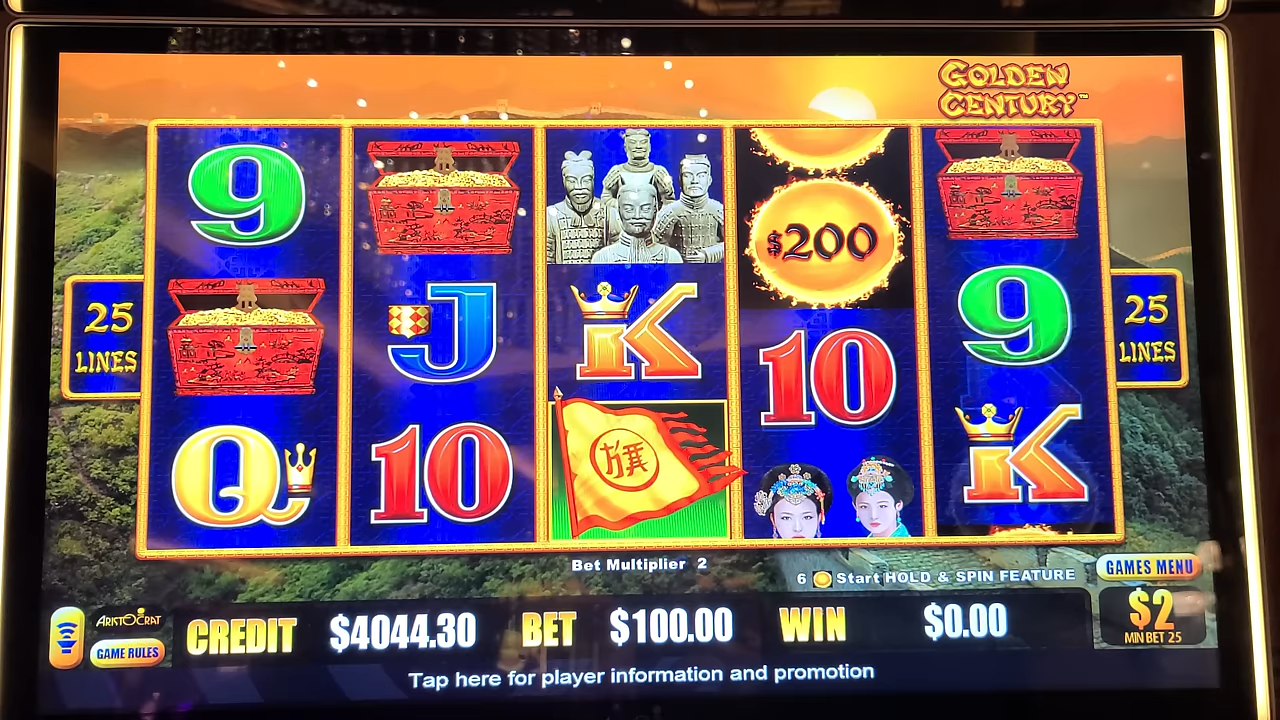 GOLDEN
CENTURY™
9
$200
25
LINES
J
K
10
9
25
LINES
Q
10
旗
K
Bet Multiplier 2
6 Start HOLD & SPIN FEATURE
GAMES MENU
ARISTOCRAT
GAME RULES
CREDIT $4044.30 BET $100.00 WIN $0.00
$2
MIN BET 25
Tap here for player information and promotion